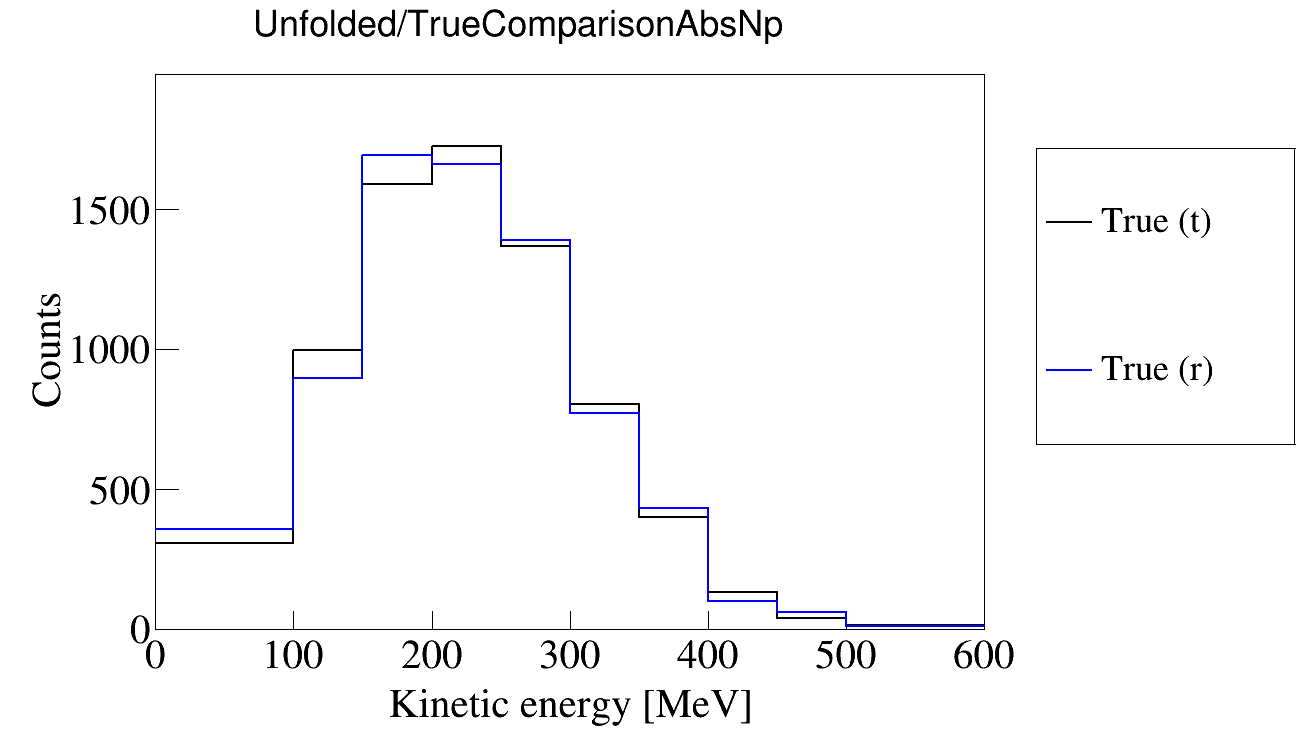 Unfolded/TrueComparisonAbsNp
Counts
1500
1000
500
0
0 100 200 300 400 500 600
Kinetic energy [MeV]
True (t)
True (r)